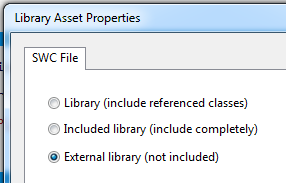 Library Asset Properties
SWC File
Library (include referenced classes)
Included library (include completely)
External library (not included)